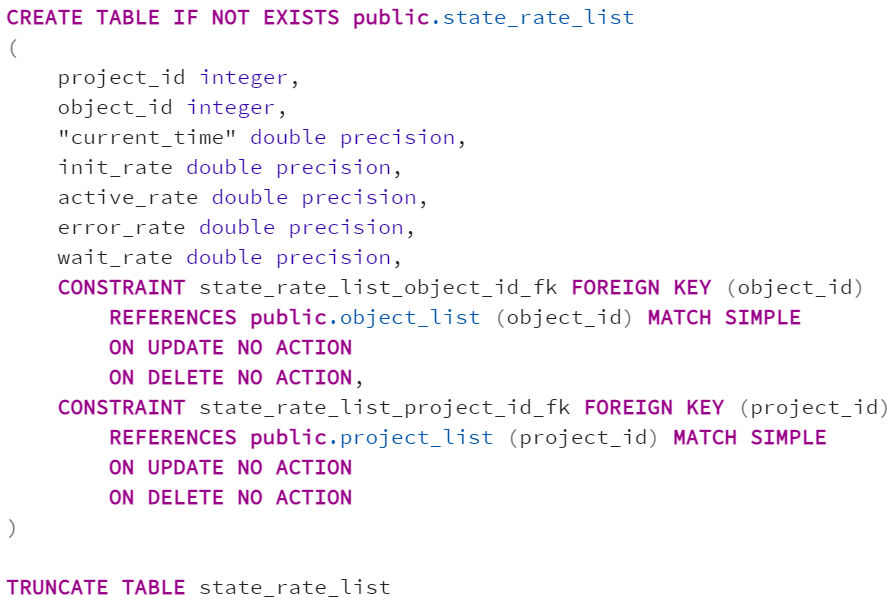 CREATE TABLE IF NOT EXISTS public.state_rate_list
(
    project_id integer,
    object_id integer,
    "current_time" double precision,
    init_rate double precision,
    active_rate double precision,
    error_rate double precision,
    wait_rate double precision,
    CONSTRAINT state_rate_list_object_id_fk FOREIGN KEY (object_id)
        REFERENCES public.object_list (object_id) MATCH SIMPLE
        ON UPDATE NO ACTION
        ON DELETE NO ACTION,
    CONSTRAINT state_rate_list_project_id_fk FOREIGN KEY (project_id)
        REFERENCES public.project_list (project_id) MATCH SIMPLE
        ON UPDATE NO ACTION
        ON DELETE NO ACTION
)

TRUNCATE TABLE state_rate_list